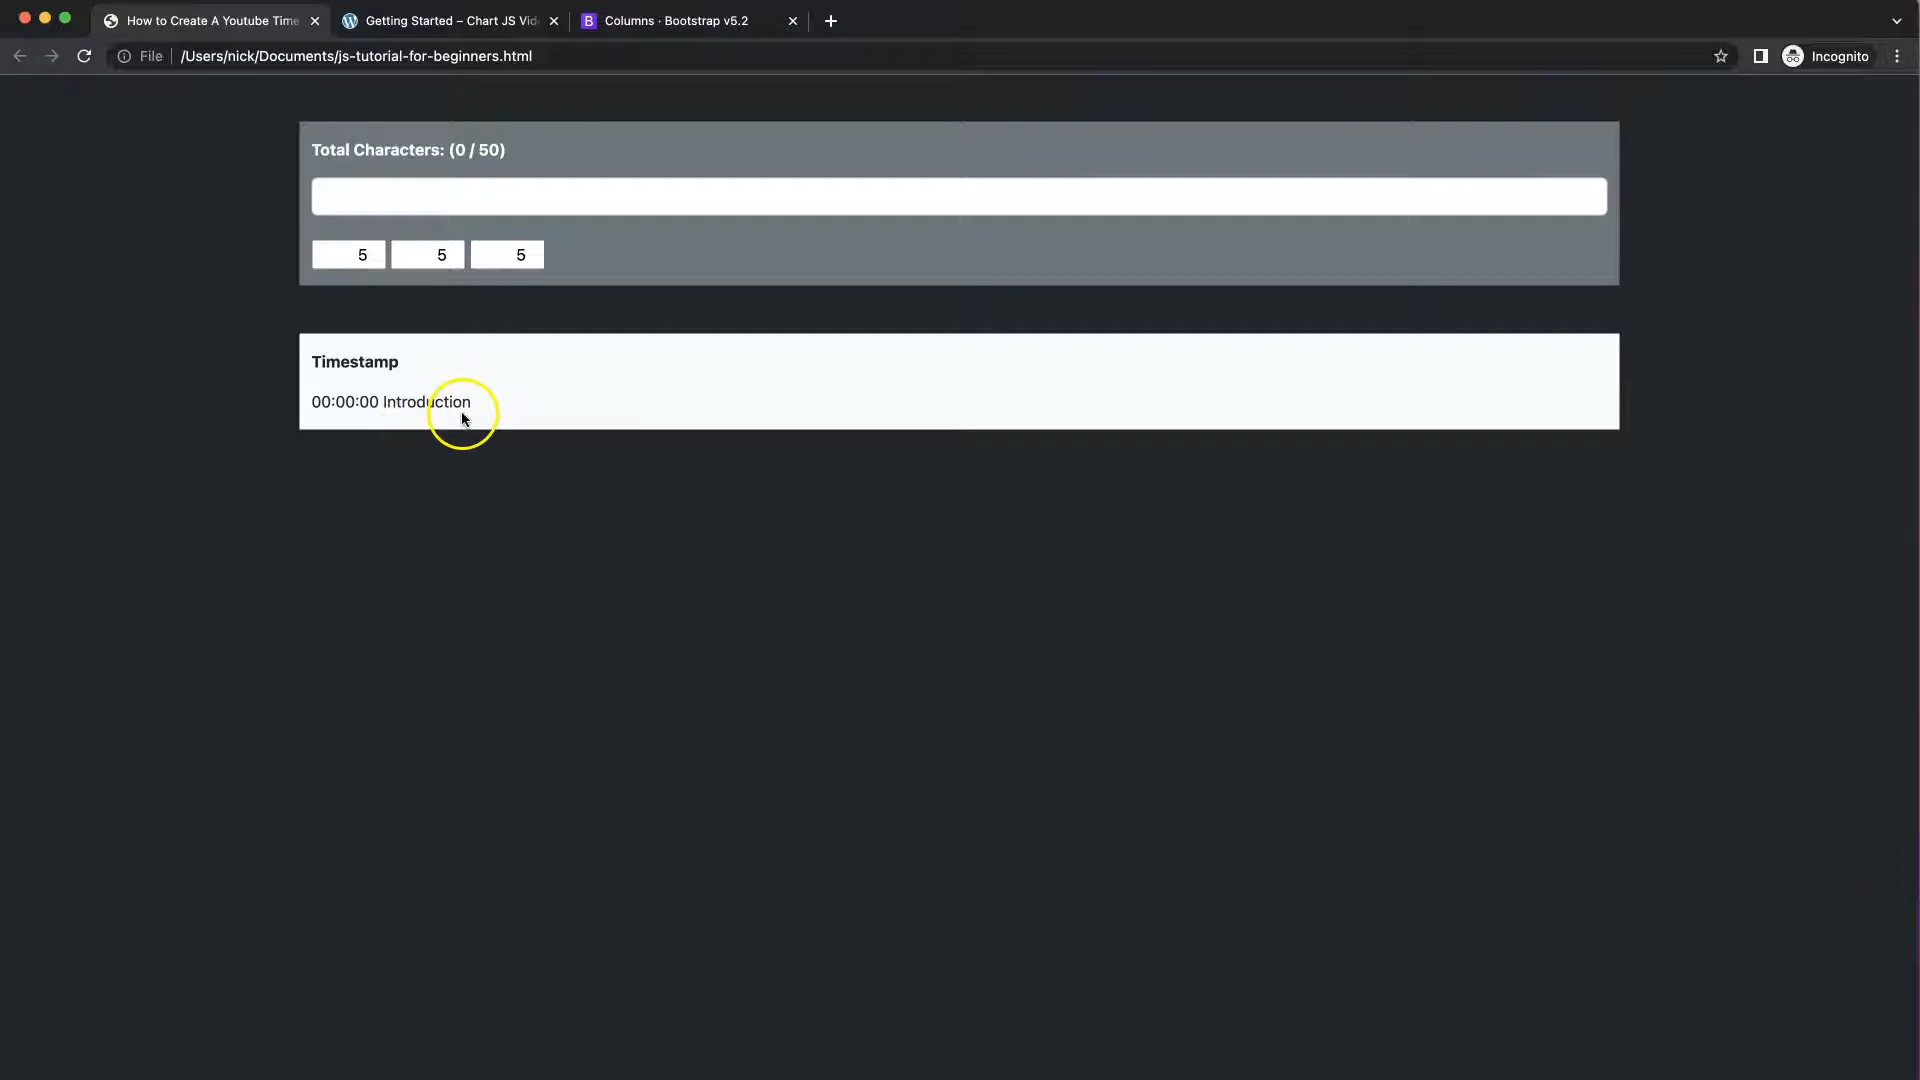 How to Create A Youtube Time
Getting Started – Chart JS Vid
B Columns · Bootstrap v5.2
File /Users/nick/Documents/js-tutorial-for-beginners.html
Incognito
Total Characters: (0 / 50)
5 5 5
Timestamp
00:00:00 Introduction